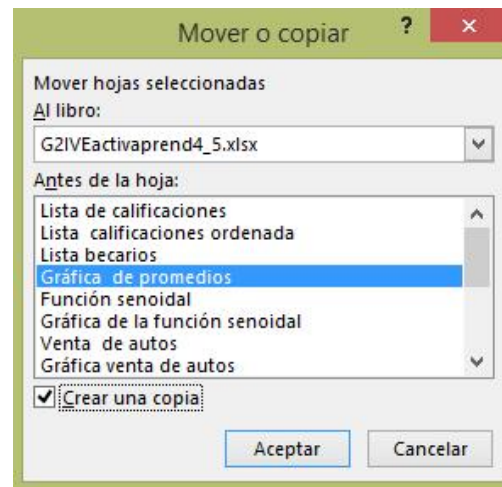 Mover o copiar ? ×
Mover hojas seleccionadas
Al libro:
G2IVEactivaprend4_5.xlsx
Antes de la hoja:
Lista de calificaciones
Lista calificaciones ordenada
Lista becarios
Gráfica de promedios
Función senoidal
Gráfica de la función senoidal
Venta de autos
Gráfica venta de autos
Crear una copia
Aceptar Cancelar